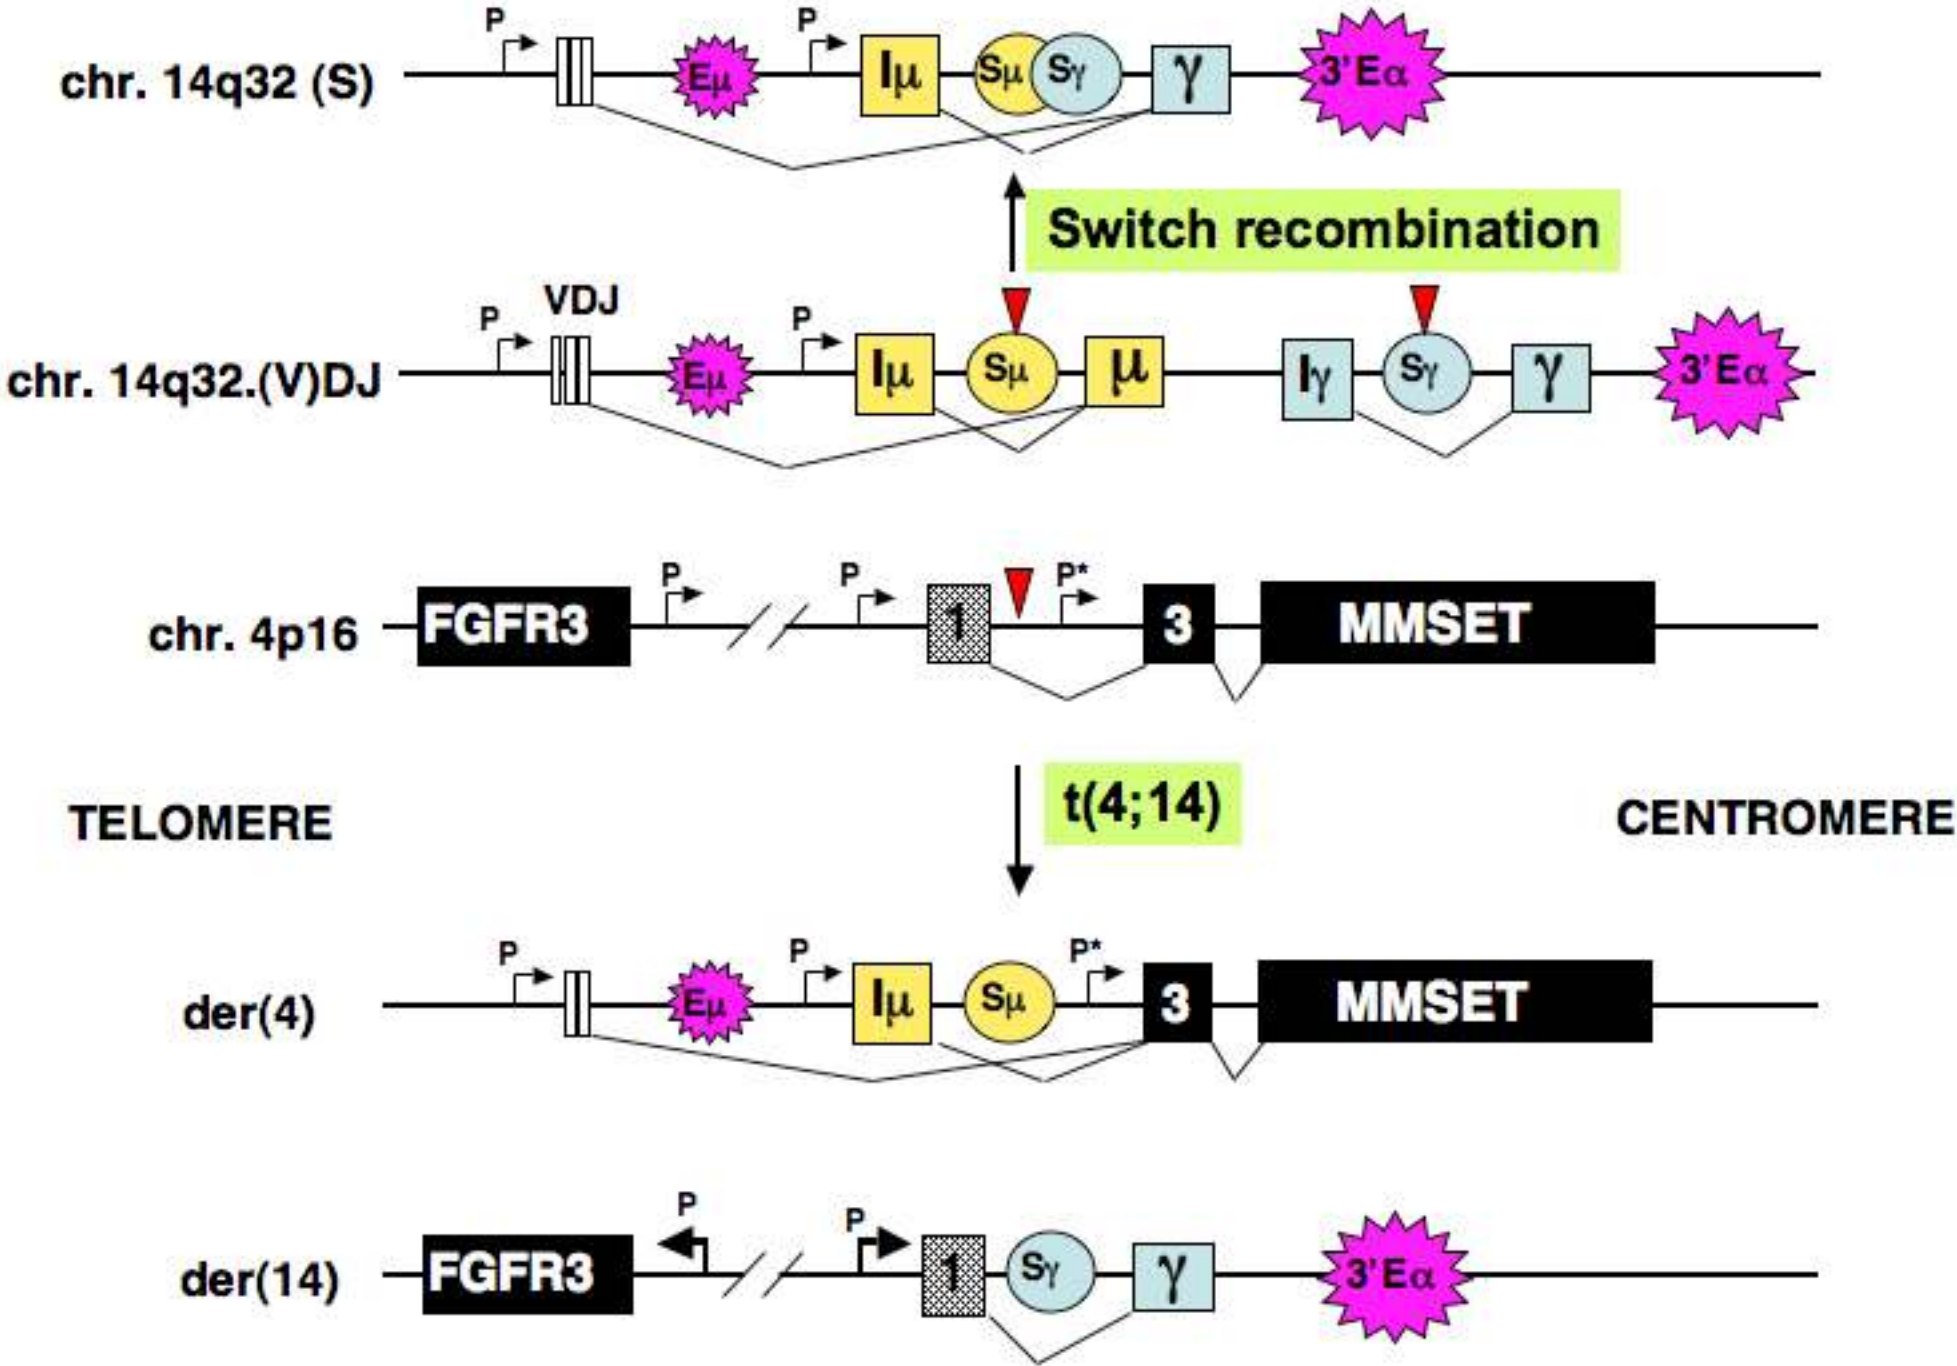 P P
chr. 14q32 (S) Eμ Iμ Sμ Sγ γ 3'Eα
Switch recombination
VDJ
P P
chr. 14q32.(V)DJ Eμ Iμ Sμ μ Iγ Sγ γ 3'Eα
P P P*
chr. 4p16 FGFR3 1 3 MMSET
t(4;14)
TELOMERE CENTROMERE
P P P*
der(4) Eμ Iμ Sμ 3 MMSET
P P
der(14) FGFR3 1 Sγ γ 3'Eα